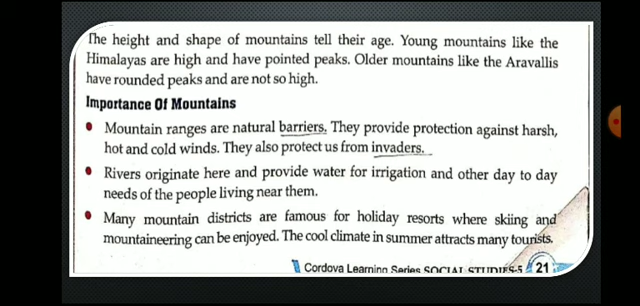 The height and shape of mountains tell their age. Young mountains like the
Himalayas are high and have pointed peaks. Older mountains like the Aravallis
have rounded peaks and are not so high.
Importance Of Mountains
• Mountain ranges are natural barriers. They provide protection against harsh,
hot and cold winds. They also protect us from invaders.
• Rivers originate here and provide water for irrigation and other day to day
needs of the people living near them.
• Many mountain districts are famous for holiday resorts where skiing and
mountaineering can be enjoyed. The cool climate in summer attracts many tourists.
Cordova Learning Series SOCIAL STUDIES-5 21